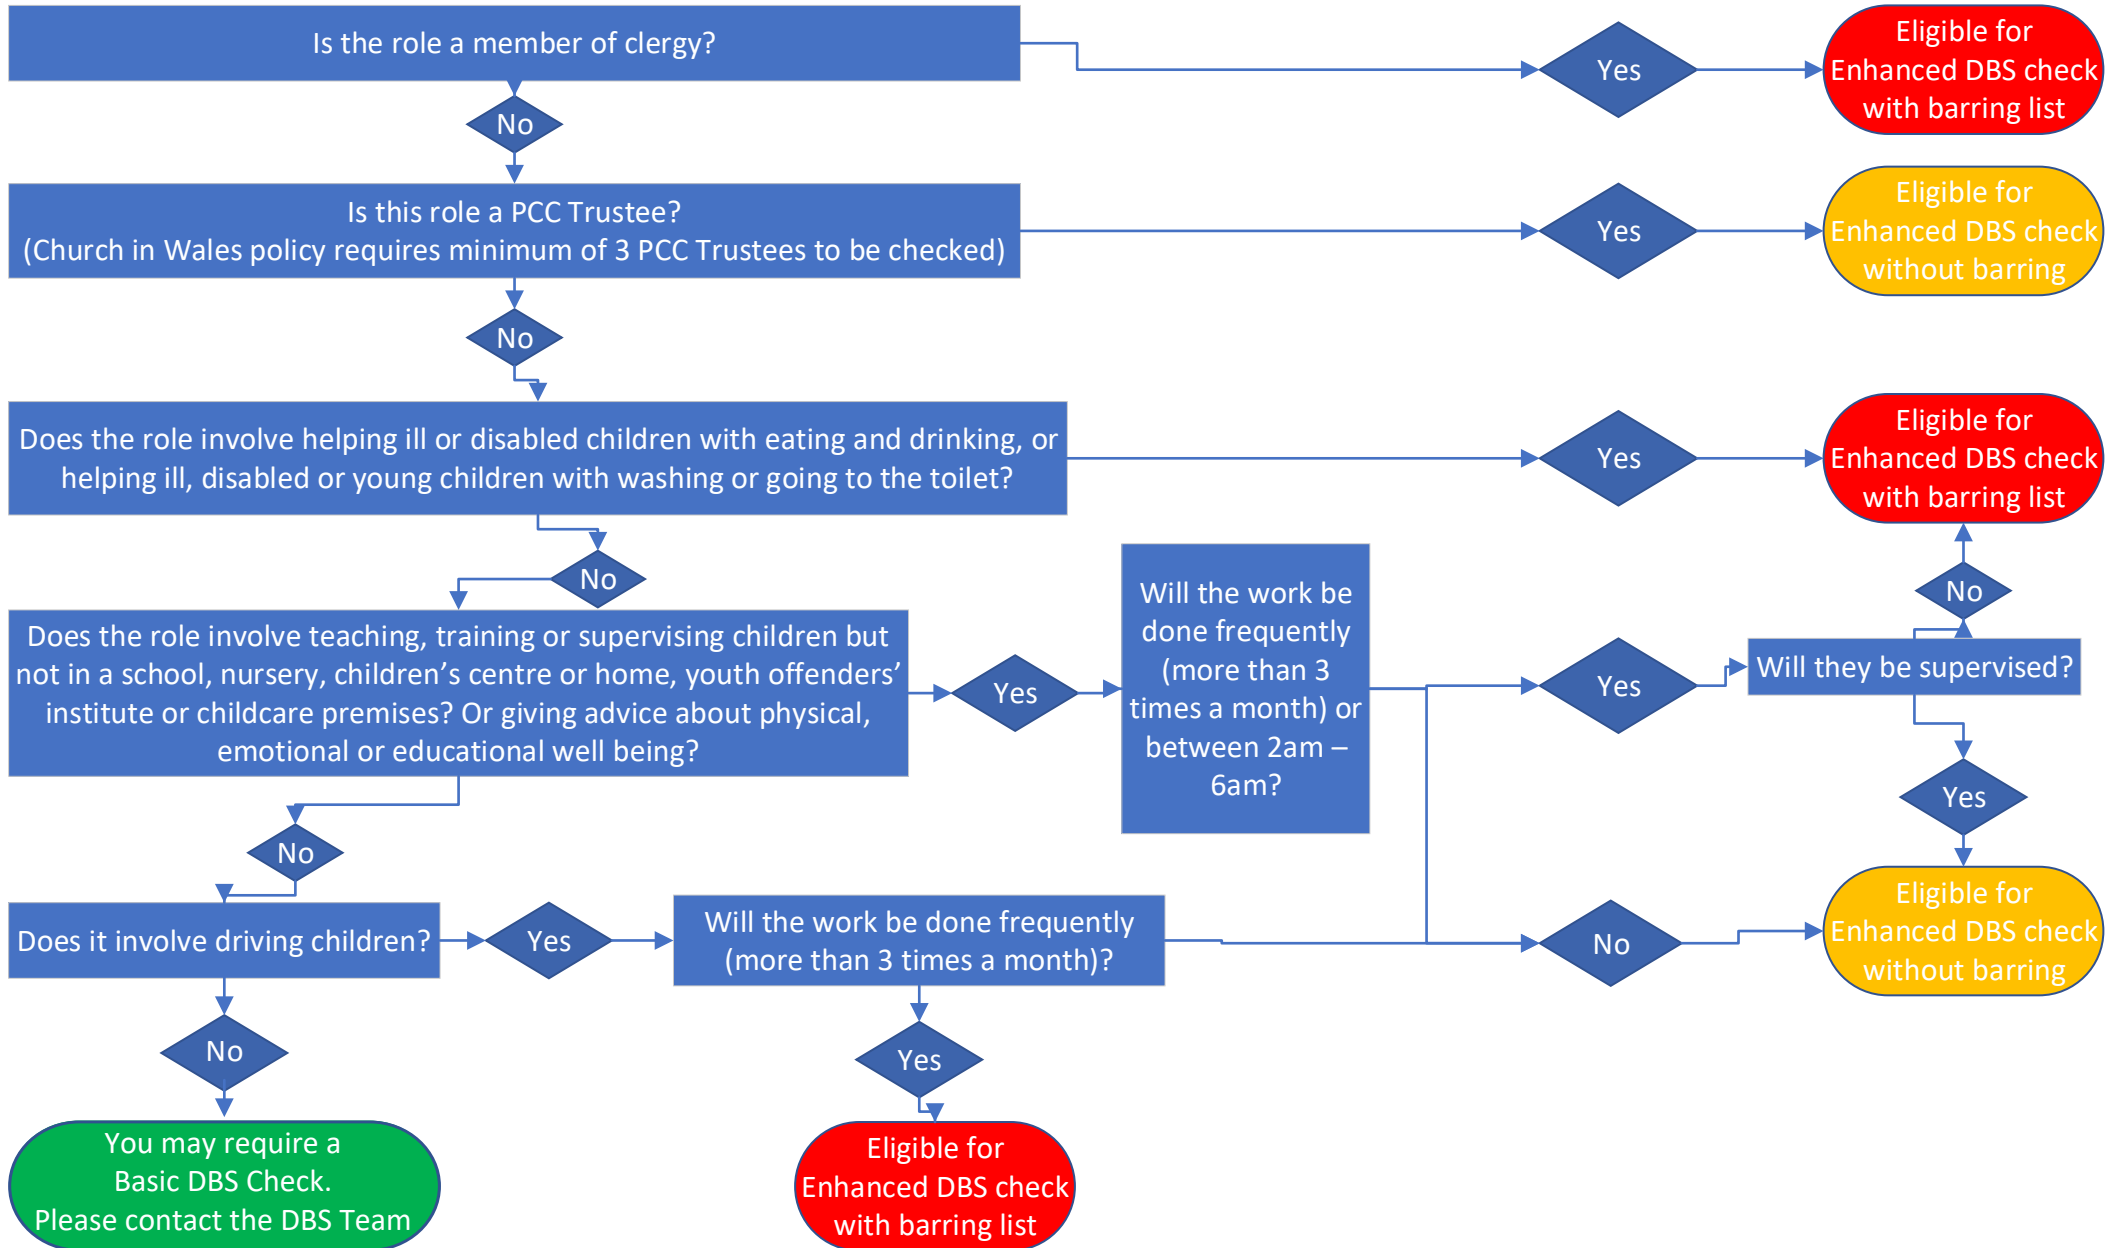 Is the role a member of clergy?
Yes
Eligible for
Enhanced DBS check
with barring list
No
Is this role a PCC Trustee?
(Church in Wales policy requires minimum of 3 PCC Trustees to be checked)
Yes
Eligible for
Enhanced DBS check
without barring
No
Does the role involve helping ill or disabled children with eating and drinking, or
helping ill, disabled or young children with washing or going to the toilet?
Yes
Eligible for
Enhanced DBS check
with barring list
No
Does the role involve teaching, training or supervising children but
not in a school, nursery, children’s centre or home, youth offenders’
institute or childcare premises? Or giving advice about physical,
emotional or educational well being?
Yes
Will the work be
done frequently
(more than 3
times a month) or
between 2am –
6am?
Yes
Will they be supervised?
No
Yes
No
Does it involve driving children?
Yes
Will the work be done frequently
(more than 3 times a month)?
No
Eligible for
Enhanced DBS check
without barring
No
Yes
You may require a
Basic DBS Check.
Please contact the DBS Team
Eligible for
Enhanced DBS check
with barring list